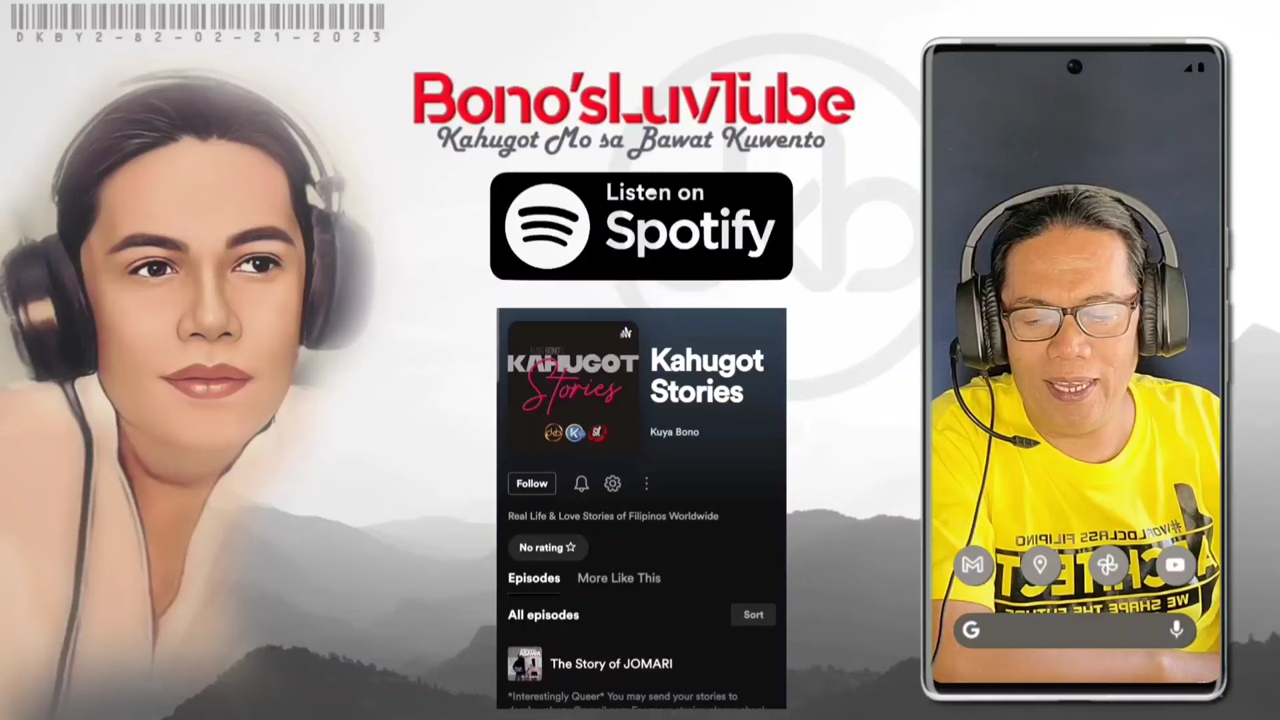 DKBY2-82-02-21-2023
Bono'sLuvTube
Kahugot Mo sa Bawat Kuwento
Listen on
Spotify
KAHUGOT
Stories
Kahugot
Stories
Kuya Bono
Follow
Real Life & Love Stories of Filipinos Worldwide
No rating
Episodes
More Like This
All episodes
Sort
The Story of JOMARI
*Interestingly Queer* You may send your stories to
#WORLDCLASS FILIPINO
ARCHITECT
WE SHAPE THE FUTURE
G